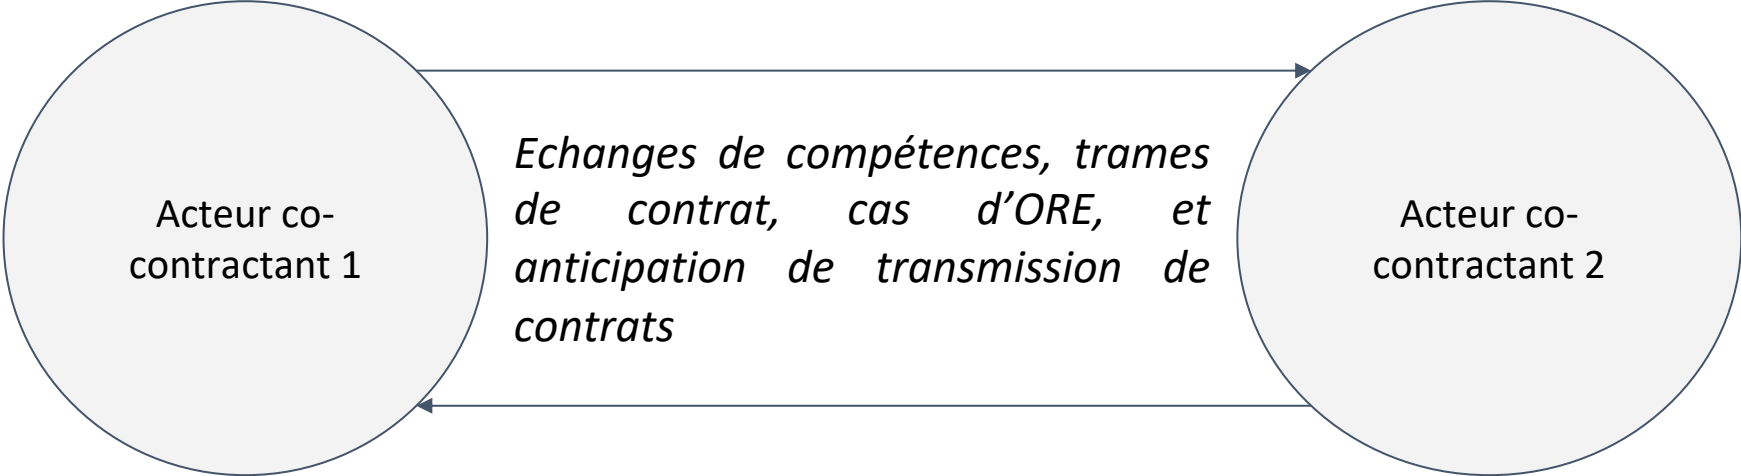 Acteur co-
contractant 1
Echanges de compétences, trames
de contrat, cas d’ORE, et
anticipation de transmission de
contrats
Acteur co-
contractant 2